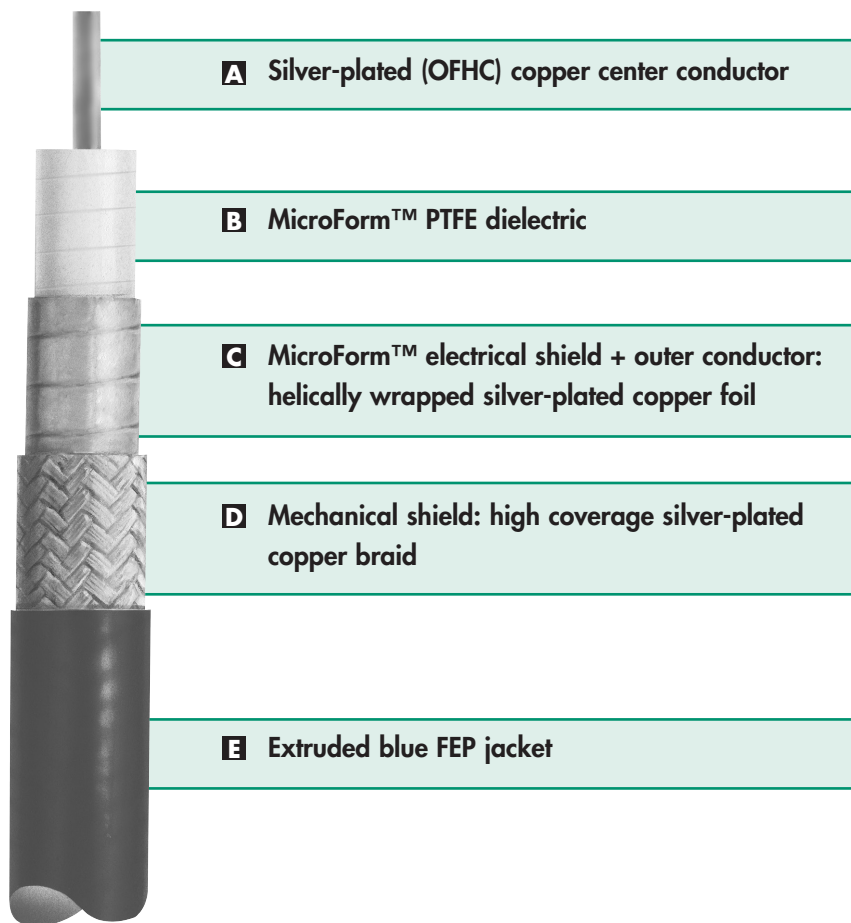 A Silver-plated (OFHC) copper center conductor
B MicroForm™ PTFE dielectric
C MicroForm™ electrical shield + outer conductor:
helically wrapped silver-plated copper foil
D Mechanical shield: high coverage silver-plated
copper braid
E Extruded blue FEP jacket